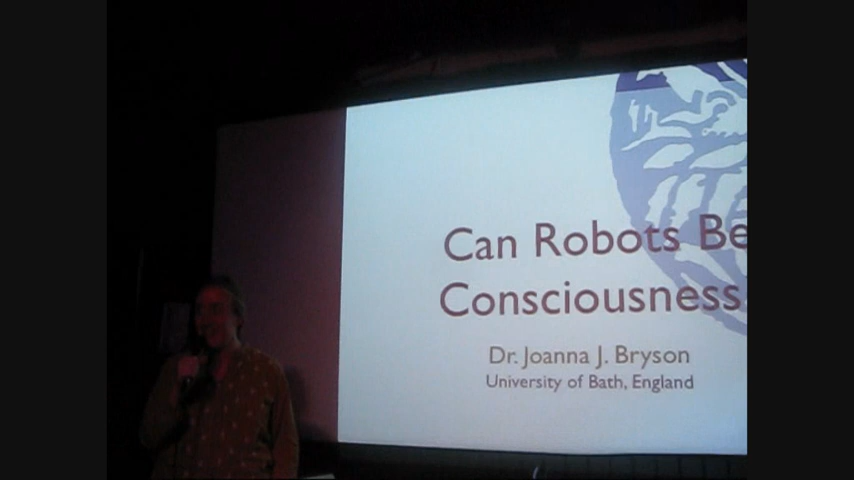 Can Robots Be
Consciousness
Dr. Joanna J. Bryson
University of Bath, England